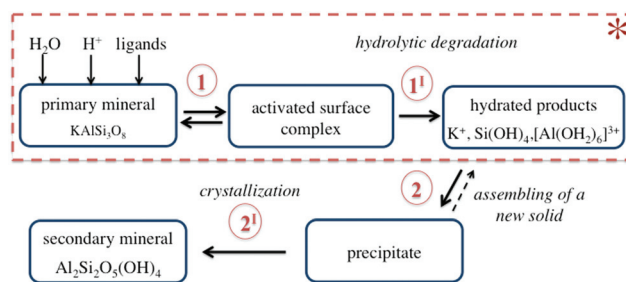 H₂O H⁺ ligands
hydrolytic degradation
*
primary mineral
KAlSi₃O₈
1
activated surface
complex
1ᴵ
hydrated products
K⁺, Si(OH)₄,[Al(OH₂)₆]³⁺
crystallization
2
assembling of a
new solid
secondary mineral
Al₂Si₂O₅(OH)₄
2ᴵ
precipitate